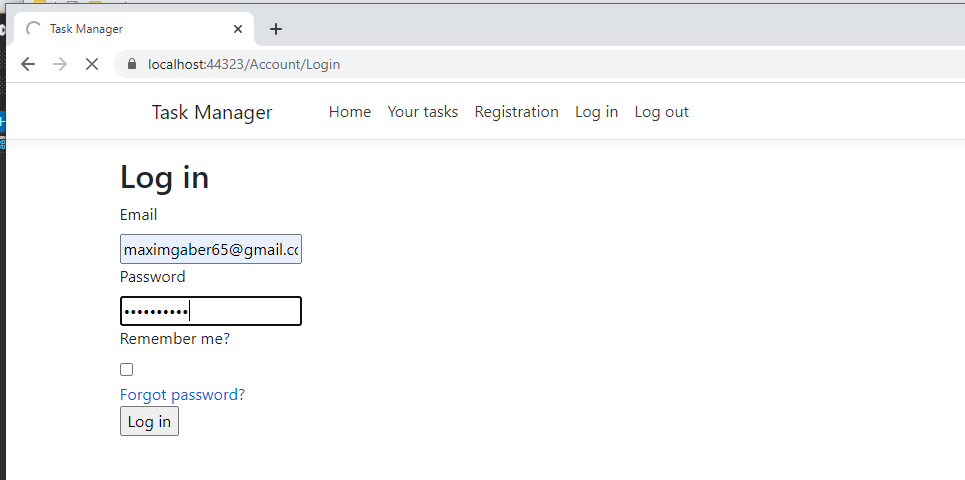 Task Manager
localhost:44323/Account/Login
Task Manager Home Your tasks Registration Log in Log out
Log in
Email
maximgaber65@gmail.cc
Password
••••••••••
Remember me?
Forgot password?
Log in